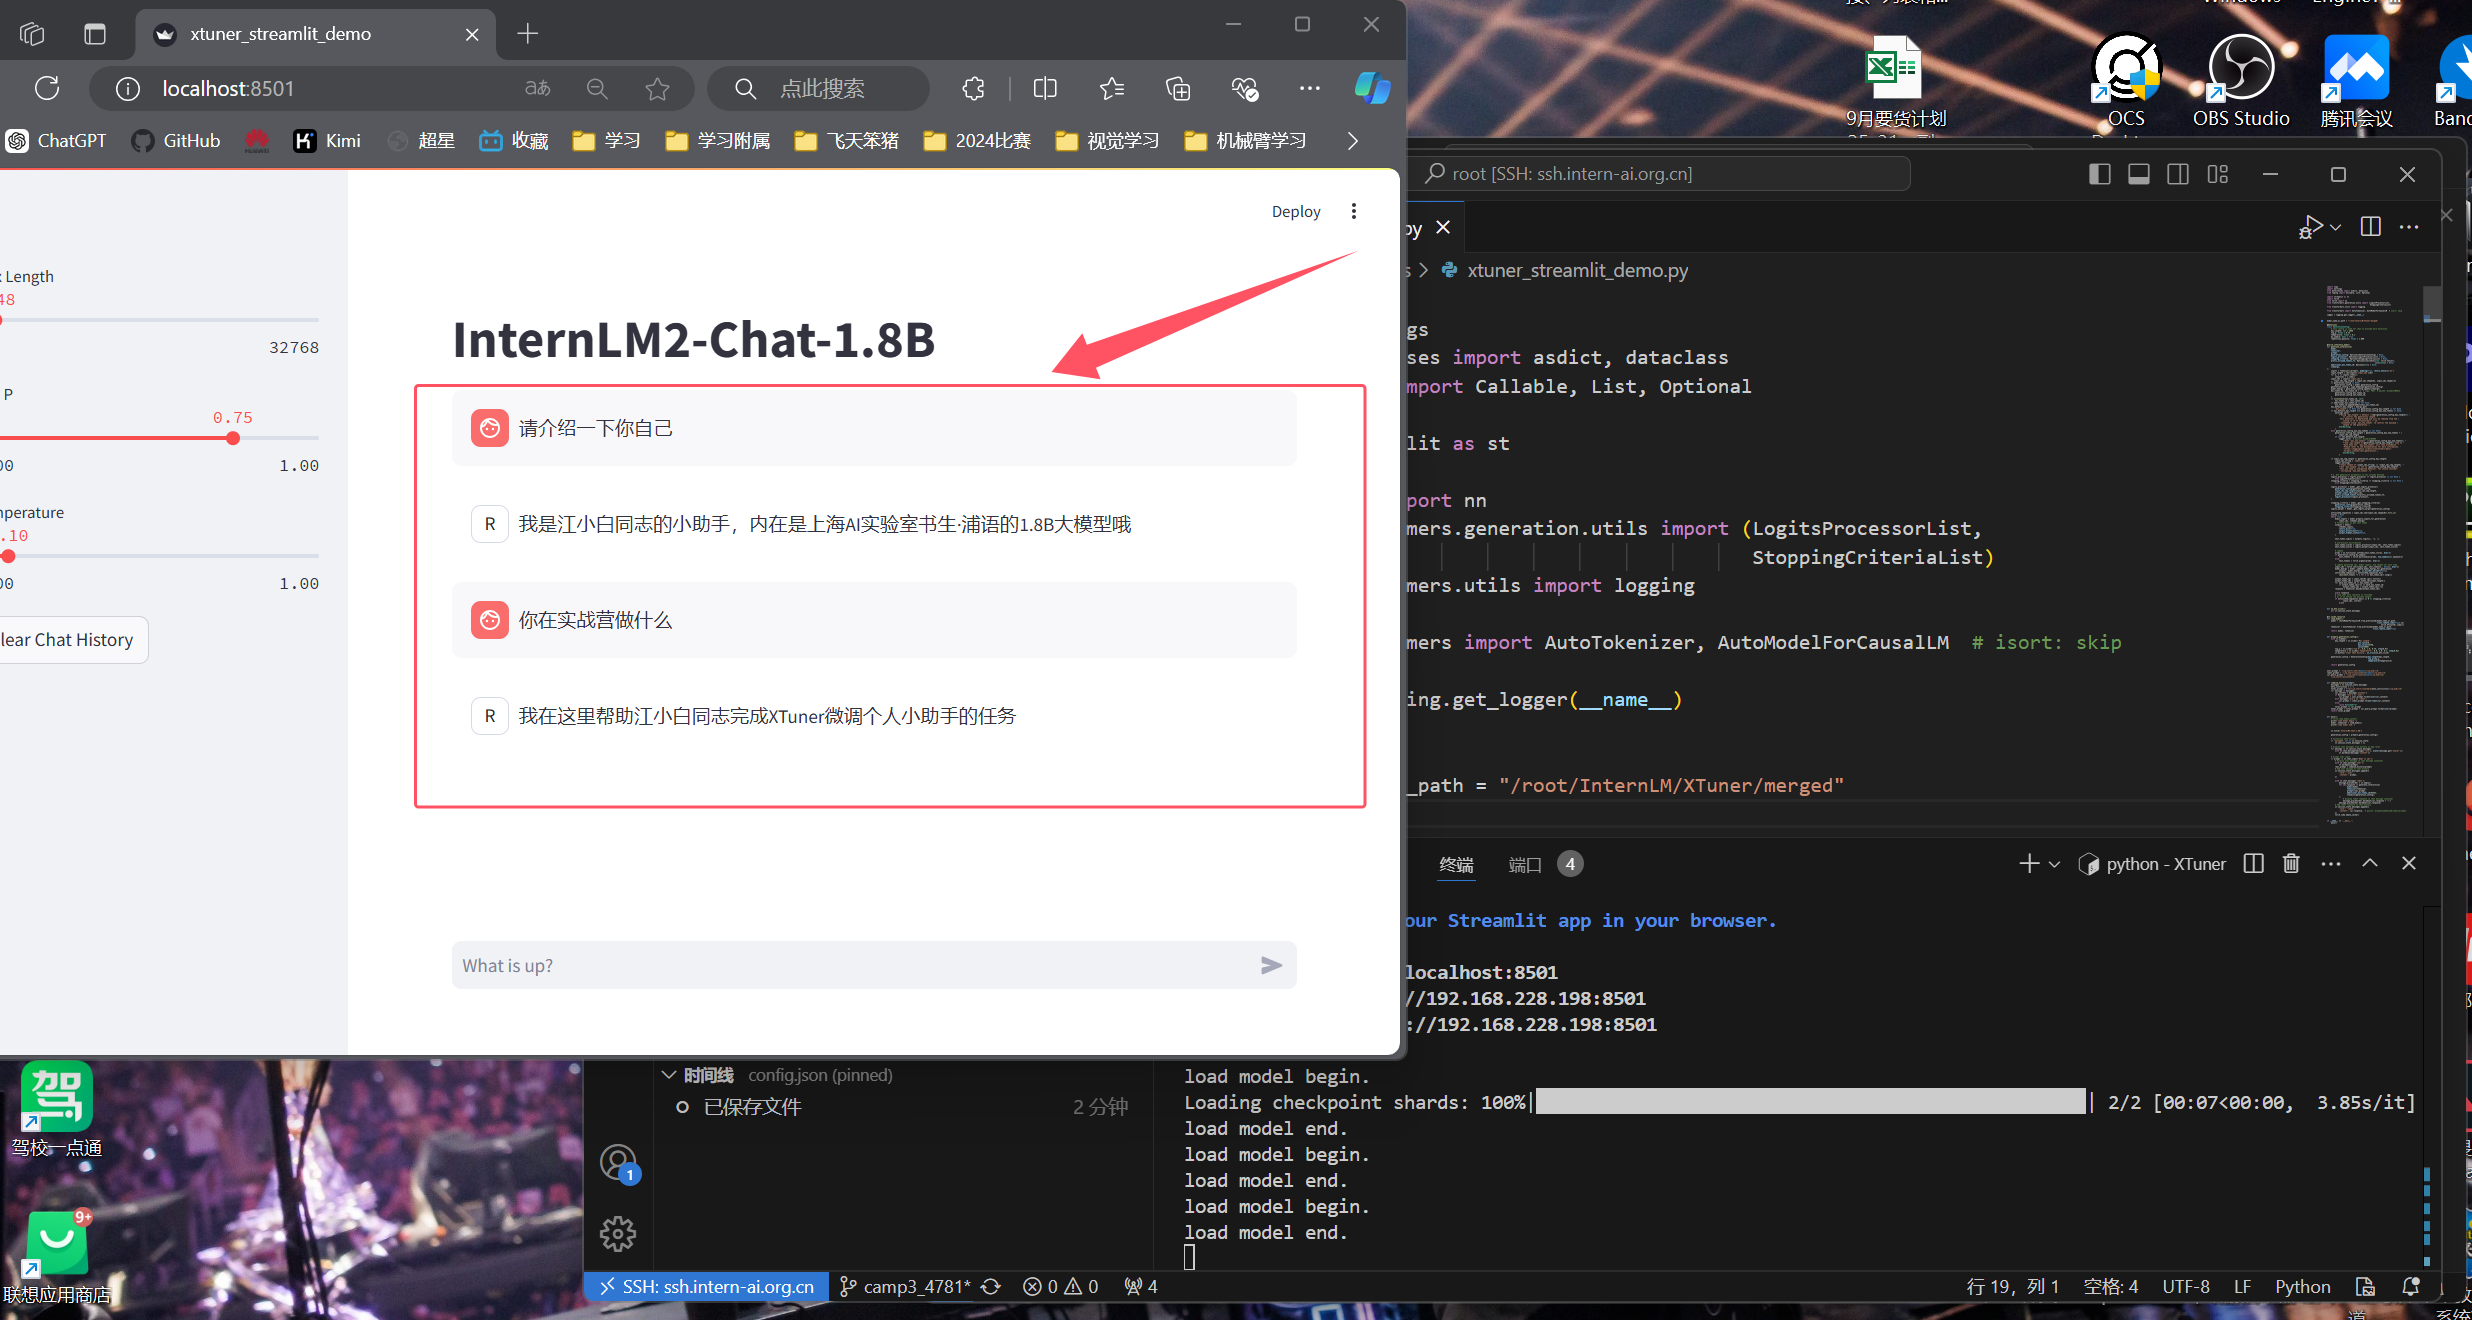 xtuner_streamlit_demo
localhost:8501
点此搜索
ChatGPT
GitHub
Kimi
超星
收藏
学习
学习附属
飞天笨猪
2024比赛
视觉学习
机械臂学习
Deploy
Length
48
32768
P
0.75
00
1.00
mperature
.10
00
1.00
lear Chat History
InternLM2-Chat-1.8B
请介绍一下你自己
R
我是江小白同志的小助手，内在是上海AI实验室书生·浦语的1.8B大模型哦
你在实战营做什么
R
我在这里帮助江小白同志完成XTuner微调个人小助手的任务
What is up?
9月要货计划
OCS
OBS Studio
腾讯会议
Band
root [SSH: ssh.intern-ai.org.cn]
py
s > xtuner_streamlit_demo.py
gs
ses import asdict, dataclass
mport Callable, List, Optional
lit as st
port nn
mers.generation.utils import (LogitsProcessorList,
StoppingCriteriaList)
mers.utils import logging
mers import AutoTokenizer, AutoModelForCausalLM # isort: skip
ing.get_logger(__name__)
_path = "/root/InternLM/XTuner/merged"
终端
端口
4
python - XTuner
our Streamlit app in your browser.
localhost:8501
//192.168.228.198:8501
://192.168.228.198:8501
时间线 config.json (pinned)
已保存文件
2 分钟
load model begin.
Loading checkpoint shards: 100%| | 2/2 [00:07<00:00, 3.85s/it]
load model end.
load model begin.
load model end.
load model begin.
load model end.
1
驾
驾校一点通
9+
联想应用商店
SSH: ssh.intern-ai.org.cn
camp3_4781*
0
0
4
行 19，列 1
空格: 4
UTF-8
LF
Python